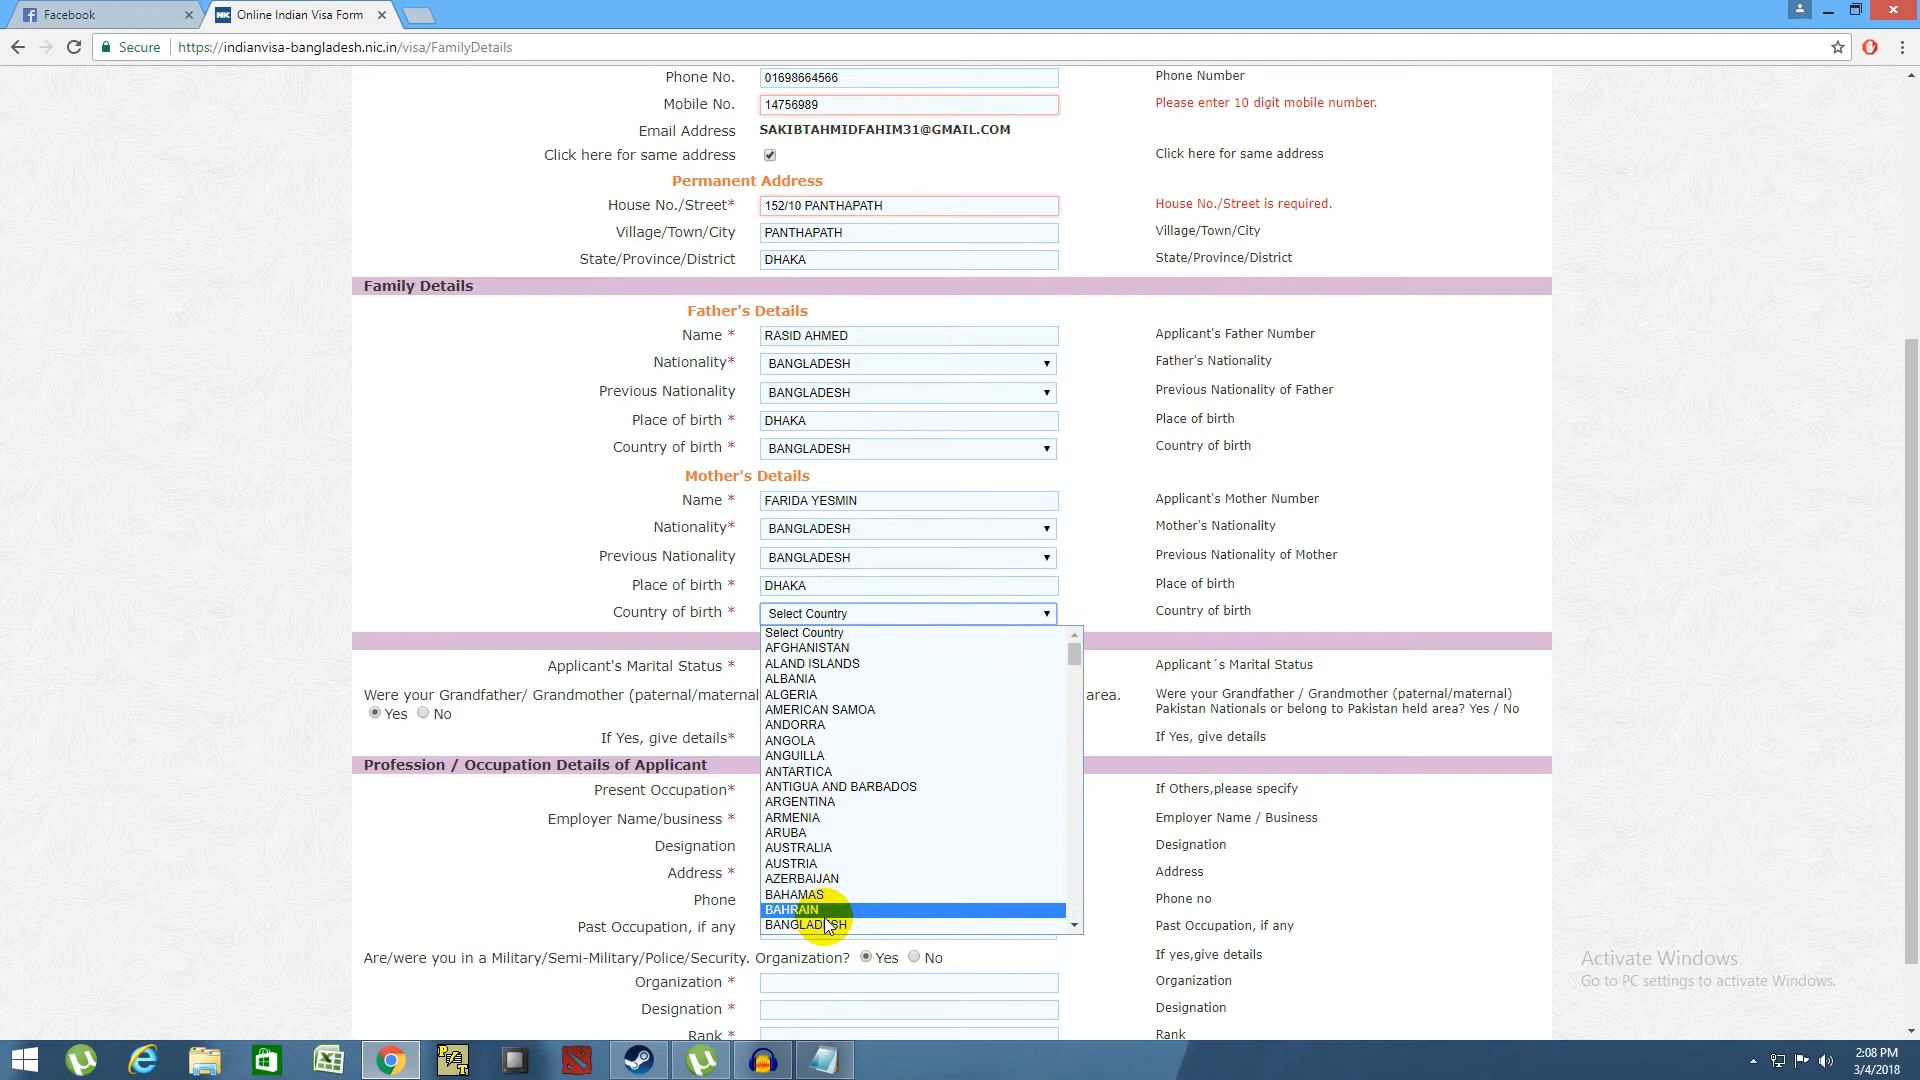 Facebook
Online Indian Visa Form
Secure https://indianvisa-bangladesh.nic.in/visa/FamilyDetails
Phone No. 01698664566 Phone Number
Mobile No. 14756989 Please enter 10 digit mobile number.
Email Address SAKIBTAHMIDFAHIM31@GMAIL.COM
Click here for same address Click here for same address
Permanent Address
House No./Street* 152/10 PANTHAPATH House No./Street is required.
Village/Town/City PANTHAPATH Village/Town/City
State/Province/District DHAKA State/Province/District
Family Details
Father's Details
Name * RASID AHMED Applicant's Father Number
Nationality* BANGLADESH Father's Nationality
Previous Nationality BANGLADESH Previous Nationality of Father
Place of birth * DHAKA Place of birth
Country of birth * BANGLADESH Country of birth
Mother's Details
Name * FARIDA YESMIN Applicant's Mother Number
Nationality* BANGLADESH Mother's Nationality
Previous Nationality BANGLADESH Previous Nationality of Mother
Place of birth * DHAKA Place of birth
Country of birth * Select Country Country of birth
Select Country
AFGHANISTAN
ALAND ISLANDS
ALBANIA
ALGERIA
AMERICAN SAMOA
ANDORRA
ANGOLA
ANGUILLA
ANTARTICA
ANTIGUA AND BARBADOS
ARGENTINA
ARMENIA
ARUBA
AUSTRALIA
AUSTRIA
AZERBAIJAN
BAHAMAS
BAHRAIN
BANGLADESH
Applicant's Marital Status * Applicant´s Marital Status
Were your Grandfather/ Grandmother (paternal/maternal area. Were your Grandfather / Grandmother (paternal/maternal)
Pakistan Nationals or belong to Pakistan held area? Yes / No
Yes No
If Yes, give details* If Yes, give details
Profession / Occupation Details of Applicant
Present Occupation* If Others,please specify
Employer Name/business * Employer Name / Business
Designation Designation
Address * Address
Phone Phone no
Past Occupation, if any Past Occupation, if any
Are/were you in a Military/Semi-Military/Police/Security. Organization? Yes No If yes,give details
Organization * Organization
Designation * Designation
Rank * Rank
Activate Windows
Go to PC settings to activate Windows.
2:08 PM
3/4/2018